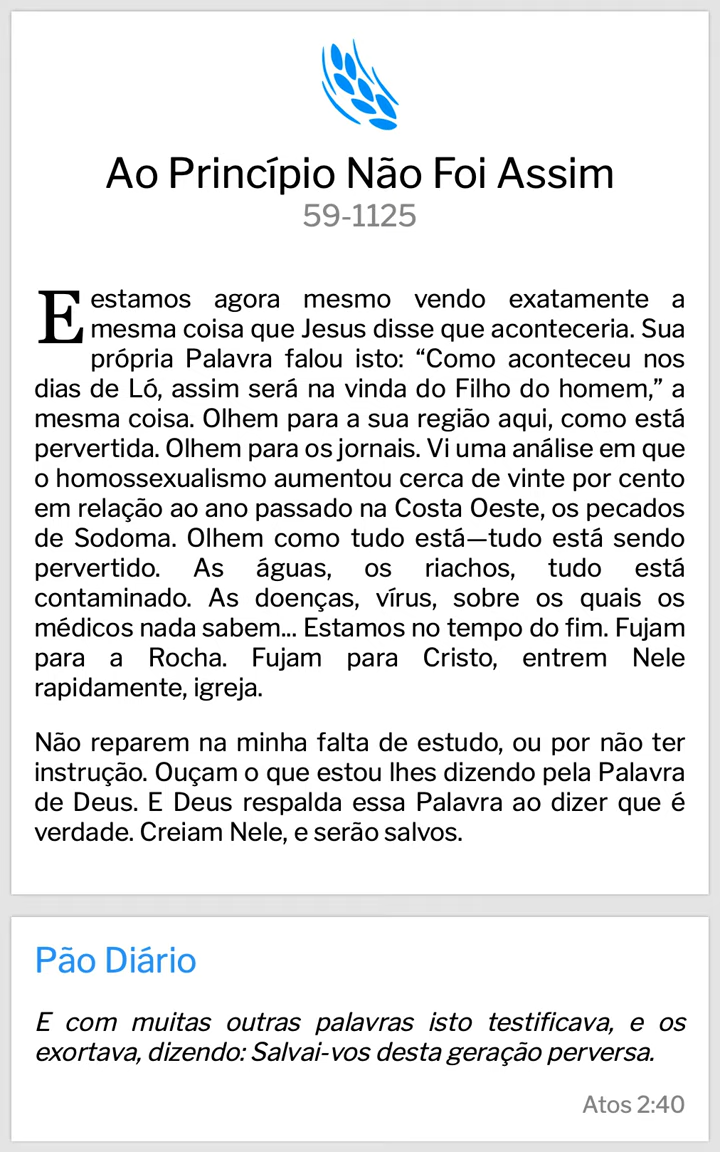 Ao Princípio Não Foi Assim
59-1125
E estamos agora mesmo vendo exatamente a
mesma coisa que Jesus disse que aconteceria. Sua
própria Palavra falou isto: “Como aconteceu nos
dias de Ló, assim será na vinda do Filho do homem,” a
mesma coisa. Olhem para a sua região aqui, como está
pervertida. Olhem para os jornais. Vi uma análise em que
o homossexualismo aumentou cerca de vinte por cento
em relação ao ano passado na Costa Oeste, os pecados
de Sodoma. Olhem como tudo está—tudo está sendo
pervertido. As águas, os riachos, tudo está
contaminado. As doenças, vírus, sobre os quais os
médicos nada sabem... Estamos no tempo do fim. Fujam
para a Rocha. Fujam para Cristo, entrem Nele
rapidamente, igreja.
Não reparem na minha falta de estudo, ou por não ter
instrução. Ouçam o que estou lhes dizendo pela Palavra
de Deus. E Deus respalda essa Palavra ao dizer que é
verdade. Creiam Nele, e serão salvos.
Pão Diário
E com muitas outras palavras isto testificava, e os
exortava, dizendo: Salvai-vos desta geração perversa.
Atos 2:40